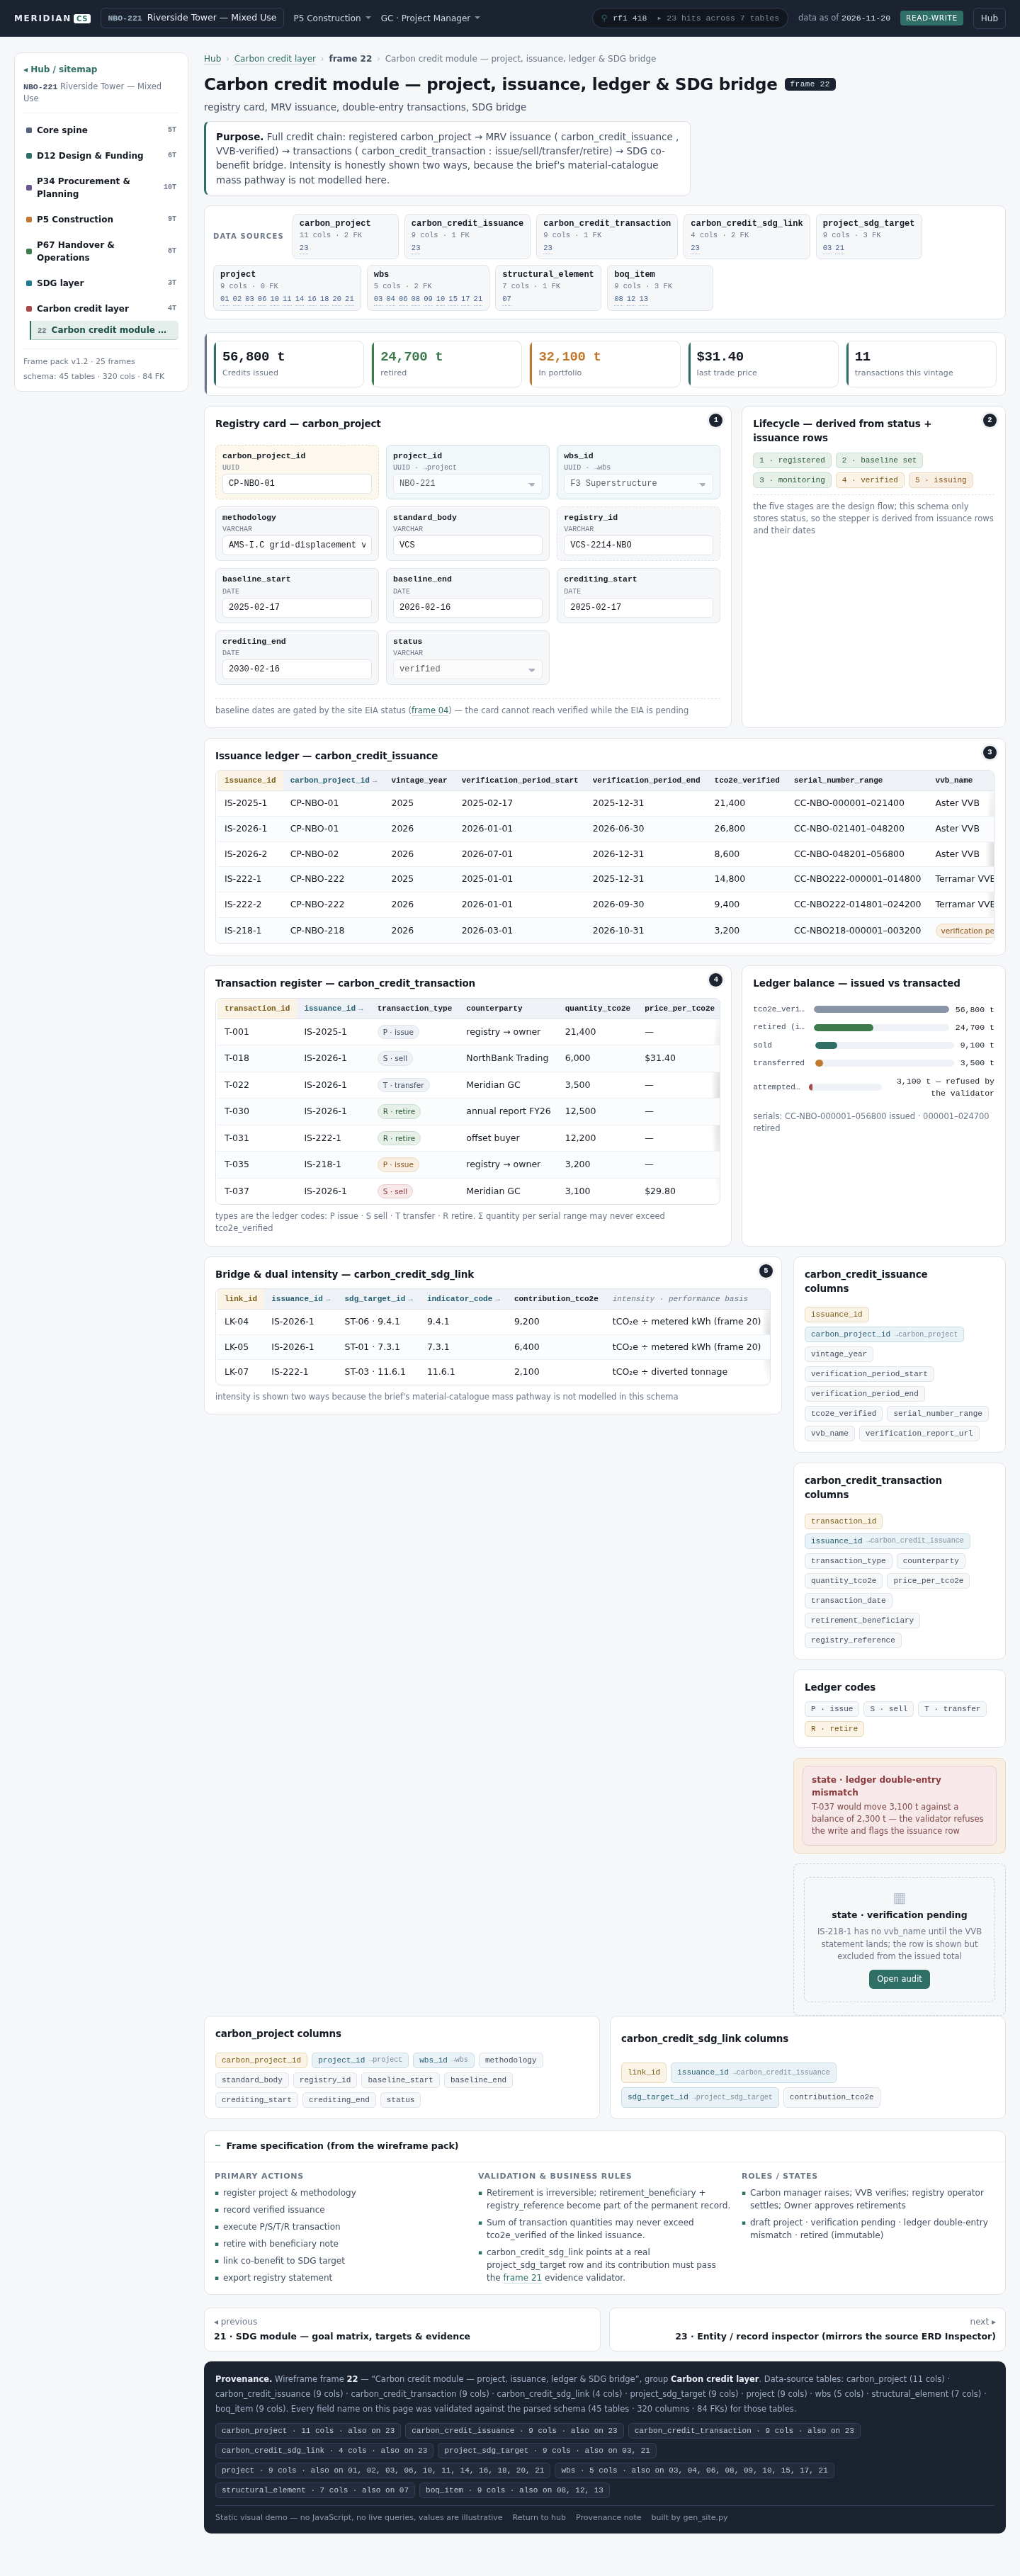 MERIDIAN CS NBO-221 Riverside Tower — Mixed Use P5 Construction GC · Project Manager rfi 418 ▸ 23 hits across 7 tables data as of 2026-11-20 READ-WRITE Hub
◂ Hub / sitemap
NBO-221 Riverside Tower — Mixed
Use
Core spine 5T
D12 Design & Funding 6T
P34 Procurement &
Planning 10T
P5 Construction 9T
P67 Handover &
Operations 8T
SDG layer 3T
Carbon credit layer 4T
22 Carbon credit module …
Frame pack v1.2 · 25 frames
schema: 45 tables · 320 cols · 84 FK
Hub › Carbon credit layer › frame 22 › Carbon credit module — project, issuance, ledger & SDG bridge
Carbon credit module — project, issuance, ledger & SDG bridge frame 22
registry card, MRV issuance, double-entry transactions, SDG bridge
Purpose. Full credit chain: registered carbon_project → MRV issuance ( carbon_credit_issuance ,
VVB-verified) → transactions ( carbon_credit_transaction : issue/sell/transfer/retire) → SDG co-
benefit bridge. Intensity is honestly shown two ways, because the brief's material-catalogue
mass pathway is not modelled here.
DATA SOURCES
carbon_project
11 cols · 2 FK
23
carbon_credit_issuance
9 cols · 1 FK
23
carbon_credit_transaction
9 cols · 1 FK
23
carbon_credit_sdg_link
4 cols · 2 FK
23
project_sdg_target
9 cols · 3 FK
03 21
project
9 cols · 0 FK
01 02 03 06 10 11 14 16 18 20 21
wbs
5 cols · 2 FK
03 04 06 08 09 10 15 17 21
structural_element
7 cols · 1 FK
07
boq_item
9 cols · 3 FK
08 12 13
56,800 t
Credits issued
24,700 t
retired
32,100 t
In portfolio
$31.40
last trade price
11
transactions this vintage
Registry card — carbon_project 1
carbon_project_id
UUID
CP-NBO-01
project_id
UUID · →project
NBO-221
wbs_id
UUID · →wbs
F3 Superstructure
methodology
VARCHAR
AMS-I.C grid-displacement v
standard_body
VARCHAR
VCS
registry_id
VARCHAR
VCS-2214-NBO
baseline_start
DATE
2025-02-17
baseline_end
DATE
2026-02-16
crediting_start
DATE
2025-02-17
crediting_end
DATE
2030-02-16
status
VARCHAR
verified
baseline dates are gated by the site EIA status (frame 04) — the card cannot reach verified while the EIA is pending
Lifecycle — derived from status +
issuance rows 2
1 · registered 2 · baseline set
3 · monitoring 4 · verified 5 · issuing
the five stages are the design flow; this schema only
stores status, so the stepper is derived from issuance rows
and their dates
Issuance ledger — carbon_credit_issuance 3
issuance_id carbon_project_id → vintage_year verification_period_start verification_period_end tco2e_verified serial_number_range vvb_name
IS-2025-1 CP-NBO-01 2025 2025-02-17 2025-12-31 21,400 CC-NBO-000001–021400 Aster VVB
IS-2026-1 CP-NBO-01 2026 2026-01-01 2026-06-30 26,800 CC-NBO-021401–048200 Aster VVB
IS-2026-2 CP-NBO-02 2026 2026-07-01 2026-12-31 8,600 CC-NBO-048201–056800 Aster VVB
IS-222-1 CP-NBO-222 2025 2025-01-01 2025-12-31 14,800 CC-NBO222-000001–014800 Terramar VVB
IS-222-2 CP-NBO-222 2026 2026-01-01 2026-09-30 9,400 CC-NBO222-014801–024200 Terramar VVB
IS-218-1 CP-NBO-218 2026 2026-03-01 2026-10-31 3,200 CC-NBO218-000001–003200 verification pe
Transaction register — carbon_credit_transaction 4
transaction_id issuance_id → transaction_type counterparty quantity_tco2e price_per_tco2e
T-001 IS-2025-1 P · issue registry → owner 21,400 —
T-018 IS-2026-1 S · sell NorthBank Trading 6,000 $31.40
T-022 IS-2026-1 T · transfer Meridian GC 3,500 —
T-030 IS-2026-1 R · retire annual report FY26 12,500 —
T-031 IS-222-1 R · retire offset buyer 12,200 —
T-035 IS-218-1 P · issue registry → owner 3,200 —
T-037 IS-2026-1 S · sell Meridian GC 3,100 $29.80
types are the ledger codes: P issue · S sell · T transfer · R retire. Σ quantity per serial range may never exceed
tco2e_verified
Ledger balance — issued vs transacted
tco2e_veri… 56,800 t
retired (i… 24,700 t
sold 9,100 t
transferred 3,500 t
attempted… 3,100 t — refused by
the validator
serials: CC-NBO-000001–056800 issued · 000001–024700
retired
Bridge & dual intensity — carbon_credit_sdg_link 5
link_id issuance_id → sdg_target_id → indicator_code → contribution_tco2e intensity · performance basis
LK-04 IS-2026-1 ST-06 · 9.4.1 9.4.1 9,200 tCO₂e ÷ metered kWh (frame 20)
LK-05 IS-2026-1 ST-01 · 7.3.1 7.3.1 6,400 tCO₂e ÷ metered kWh (frame 20)
LK-07 IS-222-1 ST-03 · 11.6.1 11.6.1 2,100 tCO₂e ÷ diverted tonnage
intensity is shown two ways because the brief's material-catalogue mass pathway is not modelled in this schema
carbon_credit_issuance
columns
issuance_id
carbon_project_id →carbon_project
vintage_year
verification_period_start
verification_period_end
tco2e_verified serial_number_range
vvb_name verification_report_url
carbon_credit_transaction
columns
transaction_id
issuance_id →carbon_credit_issuance
transaction_type counterparty
quantity_tco2e price_per_tco2e
transaction_date
retirement_beneficiary
registry_reference
Ledger codes
P · issue S · sell T · transfer
R · retire
state · ledger double-entry
mismatch
T-037 would move 3,100 t against a
balance of 2,300 t — the validator refuses
the write and flags the issuance row
▦
state · verification pending
IS-218-1 has no vvb_name until the VVB
statement lands; the row is shown but
excluded from the issued total
Open audit
carbon_project columns
carbon_project_id project_id →project wbs_id →wbs methodology
standard_body registry_id baseline_start baseline_end
crediting_start crediting_end status
carbon_credit_sdg_link columns
link_id issuance_id →carbon_credit_issuance
sdg_target_id →project_sdg_target contribution_tco2e
− Frame specification (from the wireframe pack)
PRIMARY ACTIONS
▪ register project & methodology
▪ record verified issuance
▪ execute P/S/T/R transaction
▪ retire with beneficiary note
▪ link co-benefit to SDG target
▪ export registry statement
VALIDATION & BUSINESS RULES
▪ Retirement is irreversible; retirement_beneficiary +
registry_reference become part of the permanent record.
▪ Sum of transaction quantities may never exceed
tco2e_verified of the linked issuance.
▪ carbon_credit_sdg_link points at a real
project_sdg_target row and its contribution must pass
the frame 21 evidence validator.
ROLES / STATES
▪ Carbon manager raises; VVB verifies; registry operator
settles; Owner approves retirements
▪ draft project · verification pending · ledger double-entry
mismatch · retired (immutable)
◂ previous
21 · SDG module — goal matrix, targets & evidence
next ▸
23 · Entity / record inspector (mirrors the source ERD Inspector)
Provenance. Wireframe frame 22 — “Carbon credit module — project, issuance, ledger & SDG bridge”, group Carbon credit layer. Data-source tables: carbon_project (11 cols) ·
carbon_credit_issuance (9 cols) · carbon_credit_transaction (9 cols) · carbon_credit_sdg_link (4 cols) · project_sdg_target (9 cols) · project (9 cols) · wbs (5 cols) · structural_element (7 cols) ·
boq_item (9 cols). Every field name on this page was validated against the parsed schema (45 tables · 320 columns · 84 FKs) for those tables.
carbon_project · 11 cols · also on 23 carbon_credit_issuance · 9 cols · also on 23 carbon_credit_transaction · 9 cols · also on 23
carbon_credit_sdg_link · 4 cols · also on 23 project_sdg_target · 9 cols · also on 03, 21
project · 9 cols · also on 01, 02, 03, 06, 10, 11, 14, 16, 18, 20, 21 wbs · 5 cols · also on 03, 04, 06, 08, 09, 10, 15, 17, 21
structural_element · 7 cols · also on 07 boq_item · 9 cols · also on 08, 12, 13
Static visual demo — no JavaScript, no live queries, values are illustrative Return to hub Provenance note built by gen_site.py